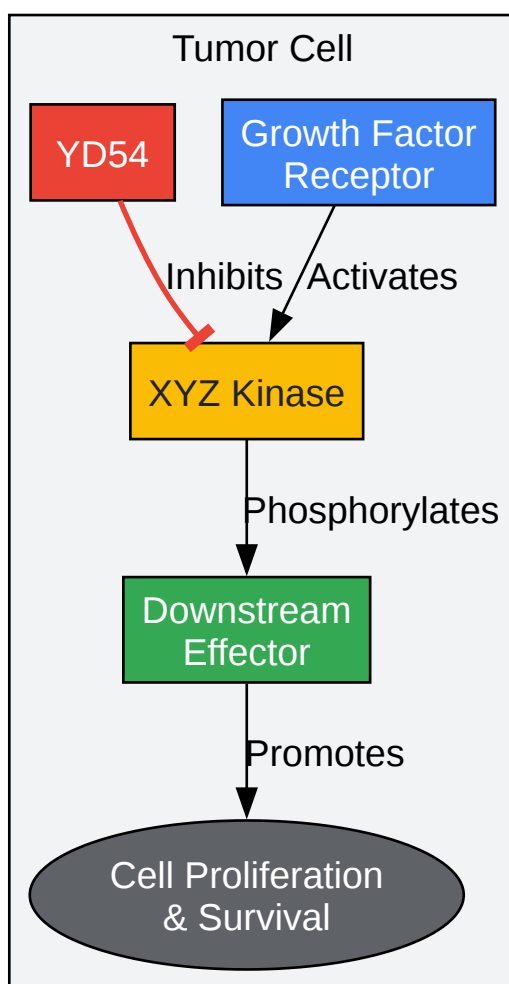 Tumor Cell
YD54
Growth Factor
Receptor
Inhibits
Activates
XYZ Kinase
Phosphorylates
Downstream
Effector
Promotes
Cell Proliferation
& Survival